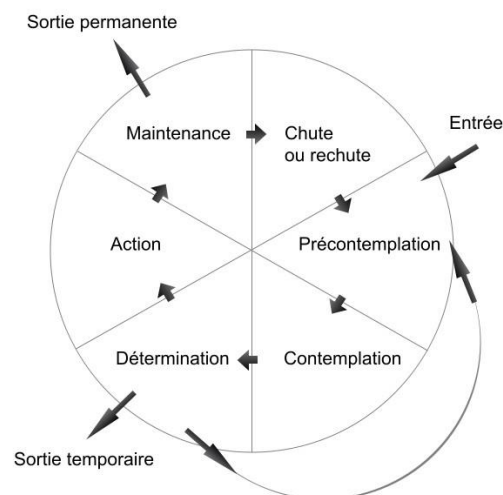 Sortie permanente
Maintenance
Chute
ou rechute
Entrée
Action
Précontemplation
Détermination
Contemplation
Sortie temporaire